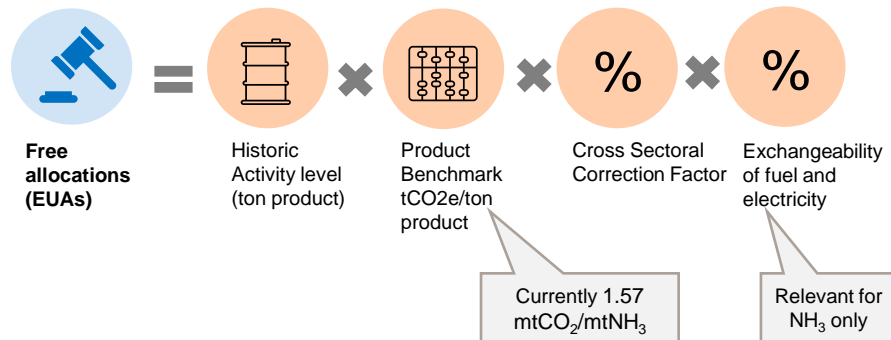 =
×
%
×
%
×
Free
allocations
(EUAs)
Historic
Activity level
(ton product)
Product
Benchmark
tCO2e/ton
product
Cross Sectoral
Correction Factor
Exchangeability
of fuel and
electricity
Currently 1.57
mtCO₂/mtNH₃
Relevant for
NH₃ only